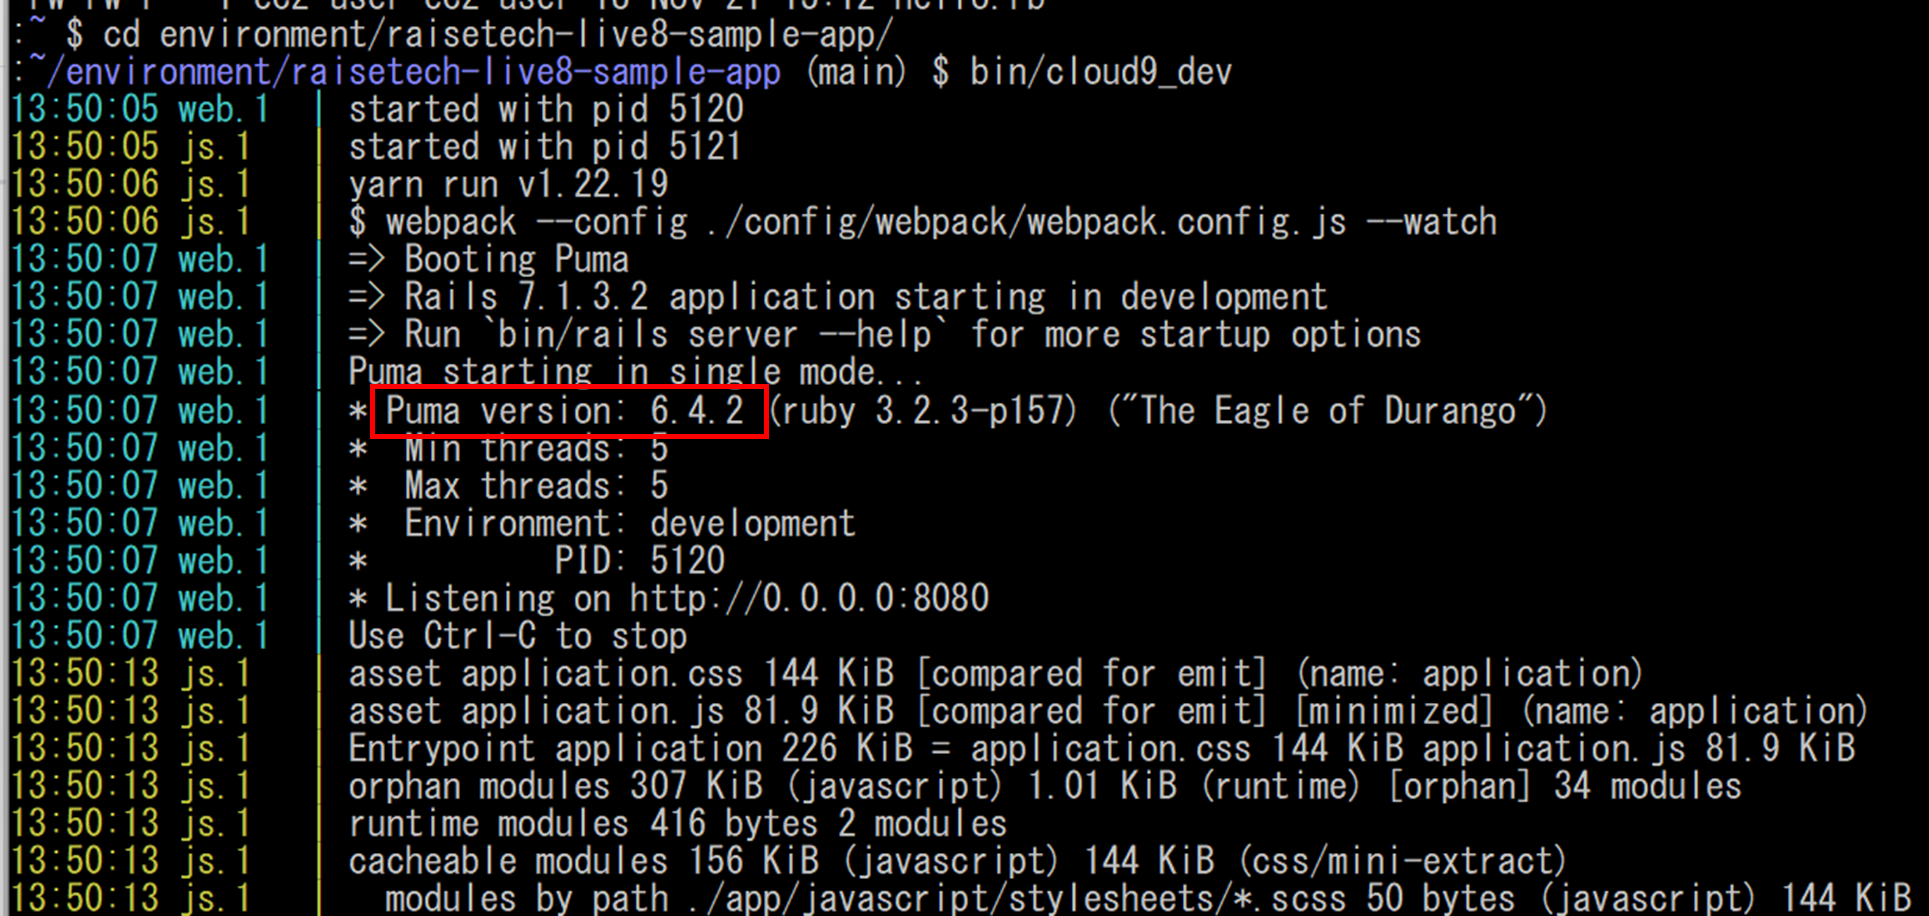 :~ $ cd environment/raisetech-live8-sample-app/
:~/environment/raisetech-live8-sample-app (main) $ bin/cloud9_dev
13:50:05 web.1  | started with pid 5120
13:50:05 js.1   | started with pid 5121
13:50:06 js.1   | yarn run v1.22.19
13:50:06 js.1   | $ webpack --config ./config/webpack/webpack.config.js --watch
13:50:07 web.1  | => Booting Puma
13:50:07 web.1  | => Rails 7.1.3.2 application starting in development
13:50:07 web.1  | => Run `bin/rails server --help` for more startup options
13:50:07 web.1  | Puma starting in single mode...
13:50:07 web.1  | * Puma version: 6.4.2 (ruby 3.2.3-p157) ("The Eagle of Durango")
13:50:07 web.1  | *  Min threads: 5
13:50:07 web.1  | *  Max threads: 5
13:50:07 web.1  | *  Environment: development
13:50:07 web.1  | *          PID: 5120
13:50:07 web.1  | * Listening on http://0.0.0.0:8080
13:50:07 web.1  | Use Ctrl-C to stop
13:50:13 js.1   | asset application.css 144 KiB [compared for emit] (name: application)
13:50:13 js.1   | asset application.js 81.9 KiB [compared for emit] [minimized] (name: application)
13:50:13 js.1   | Entrypoint application 226 KiB = application.css 144 KiB application.js 81.9 KiB
13:50:13 js.1   | orphan modules 307 KiB (javascript) 1.01 KiB (runtime) [orphan] 34 modules
13:50:13 js.1   | runtime modules 416 bytes 2 modules
13:50:13 js.1   | cacheable modules 156 KiB (javascript) 144 KiB (css/mini-extract)
13:50:13 js.1   |   modules by path ./app/javascript/stylesheets/*.scss 50 bytes (javascript) 144 KiB